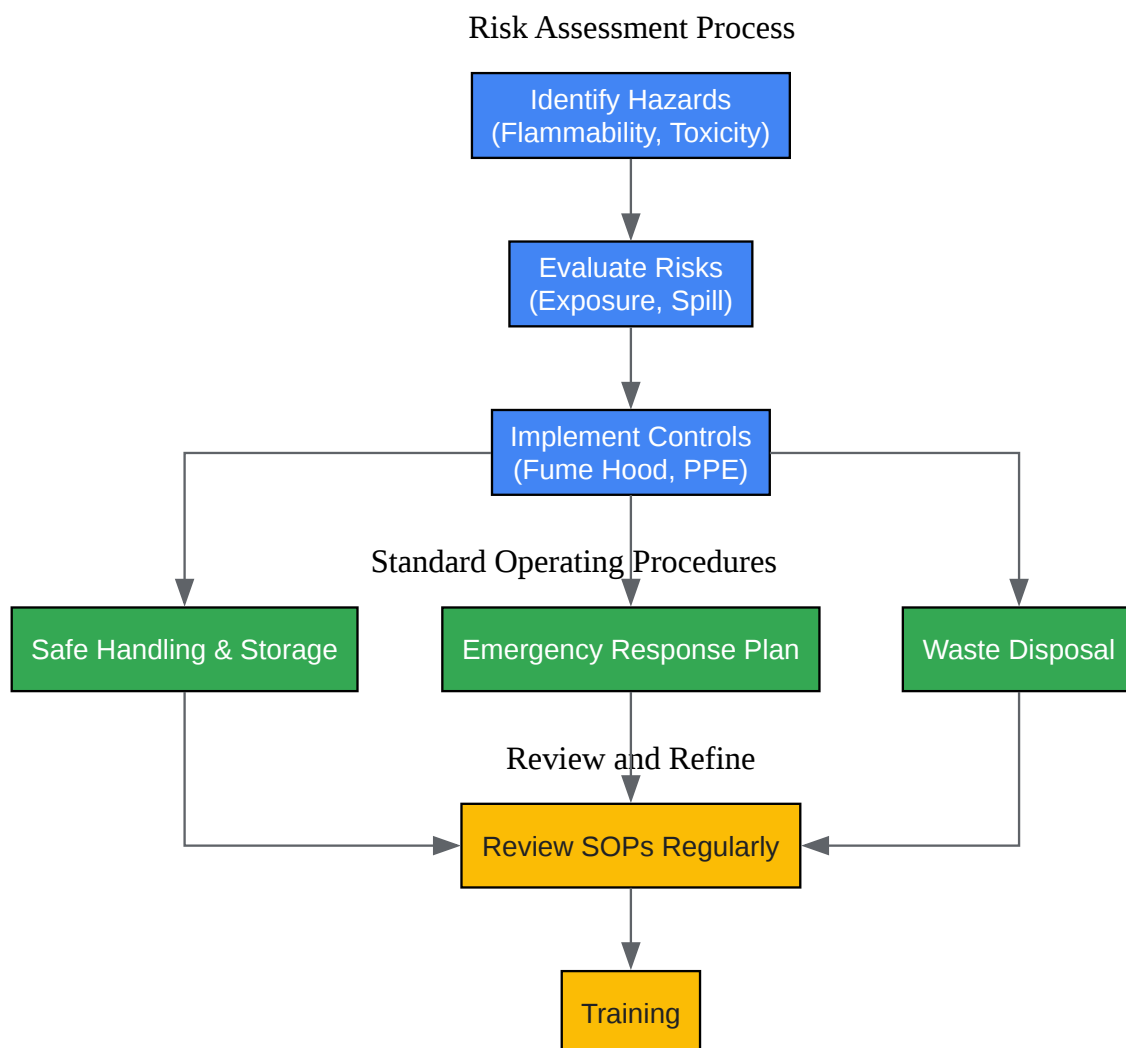 Risk Assessment Process
Identify Hazards
(Flammability, Toxicity)
Evaluate Risks
(Exposure, Spill)
Implement Controls
(Fume Hood, PPE)
Standard Operating Procedures
Safe Handling & Storage
Emergency Response Plan
Waste Disposal
Review and Refine
Review SOPs Regularly
Training